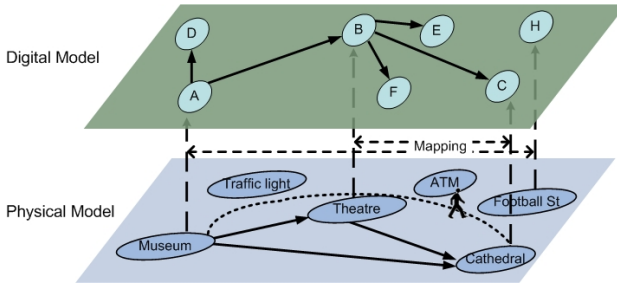 Digital Model
D
B
E
H
A
F
C
Mapping
Physical Model
Traffic light
ATM
Theatre
Football St
Museum
Cathedral